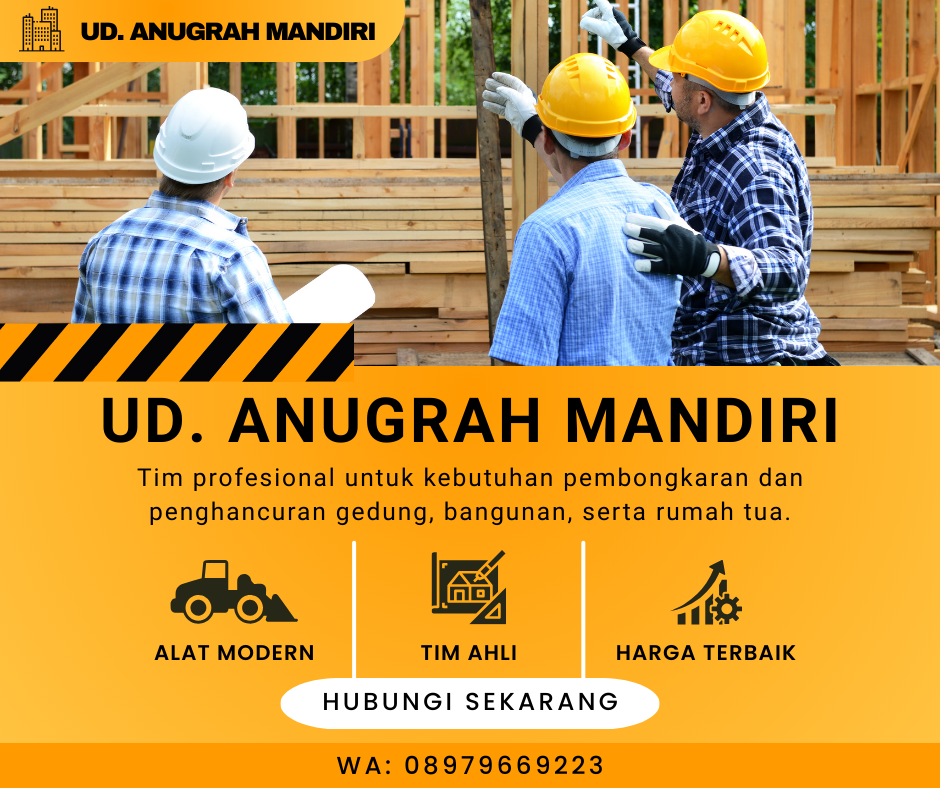 UD. ANUGRAH MANDIRI
UD. ANUGRAH MANDIRI
Tim profesional untuk kebutuhan pembongkaran dan
penghancuran gedung, bangunan, serta rumah tua.
ALAT MODERN
TIM AHLI
HARGA TERBAIK
HUBUNGI SEKARANG
WA: 08979669223